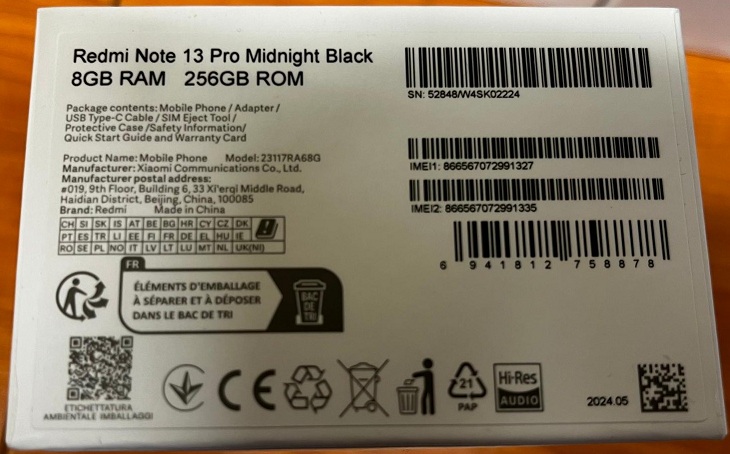 Redmi Note 13 Pro Midnight Black
8GB RAM 256GB ROM
Package contents: Mobile Phone / Adapter /
USB Type-C Cable / SIM Eject Tool /
Protective Case /Safety Information/
Quick Start Guide and Warranty Card
Product Name: Mobile Phone Model: 23117RA68G
Manufacturer: Xiaomi Communications Co., Ltd.
Manufacturer postal address:
#019, 9th Floor, Building 6, 33 Xi'erqi Middle Road,
Haidian District, Beijing, China, 100085
Brand: Redmi Made in China
CH SI SK IS AT BE BG HR CY CZ DK
PT ES TR LI EE FI FR DE EL HU IE
RO SE PL NO IT LV LT LU MT NL UK(NI)
SN: 52848/W4SK02224
IMEI1: 866567072991327
IMEI2: 866567072991335
6 941812 758878
FR
ÉLÉMENTS D'EMBALLAGE
À SÉPARER ET À DÉPOSER
DANS LE BAC DE TRI
BAC
DE
TRI
ETICHETTATURA
AMBIENTALE IMBALLAGGI
CE
21
PAP
Hi-Res
AUDIO
2024.05